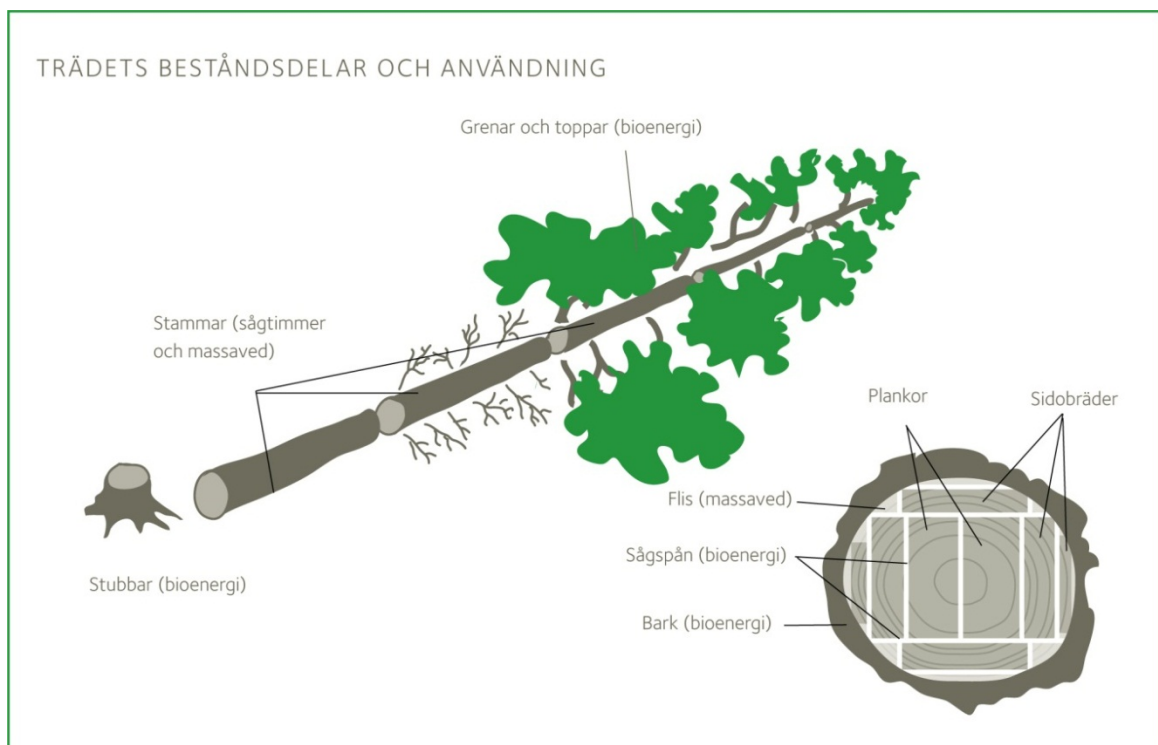 TRÄDETS BESTÅNDSDELAR OCH ANVÄNDNING
Grenar och toppar (bioenergi)
Stammar (sågtimmer
och massaved)
Stubbar (bioenergi)
Plankor
Sidobräder
Flis (massaved)
Sågspån (bioenergi)
Bark (bioenergi)